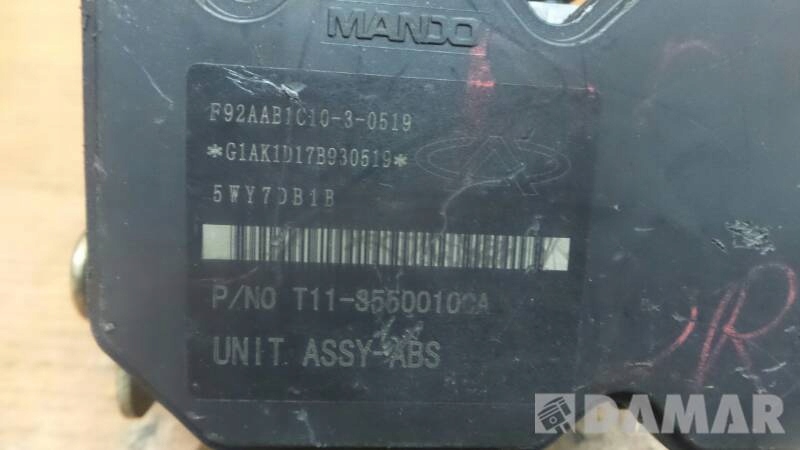 MANDO
F92AAB1C10-3-0519
*G1AK1D17B930519*
5WY7DB1B
P/NO T11-3550010CA
UNIT ASSY-ABS
R
DAMAR